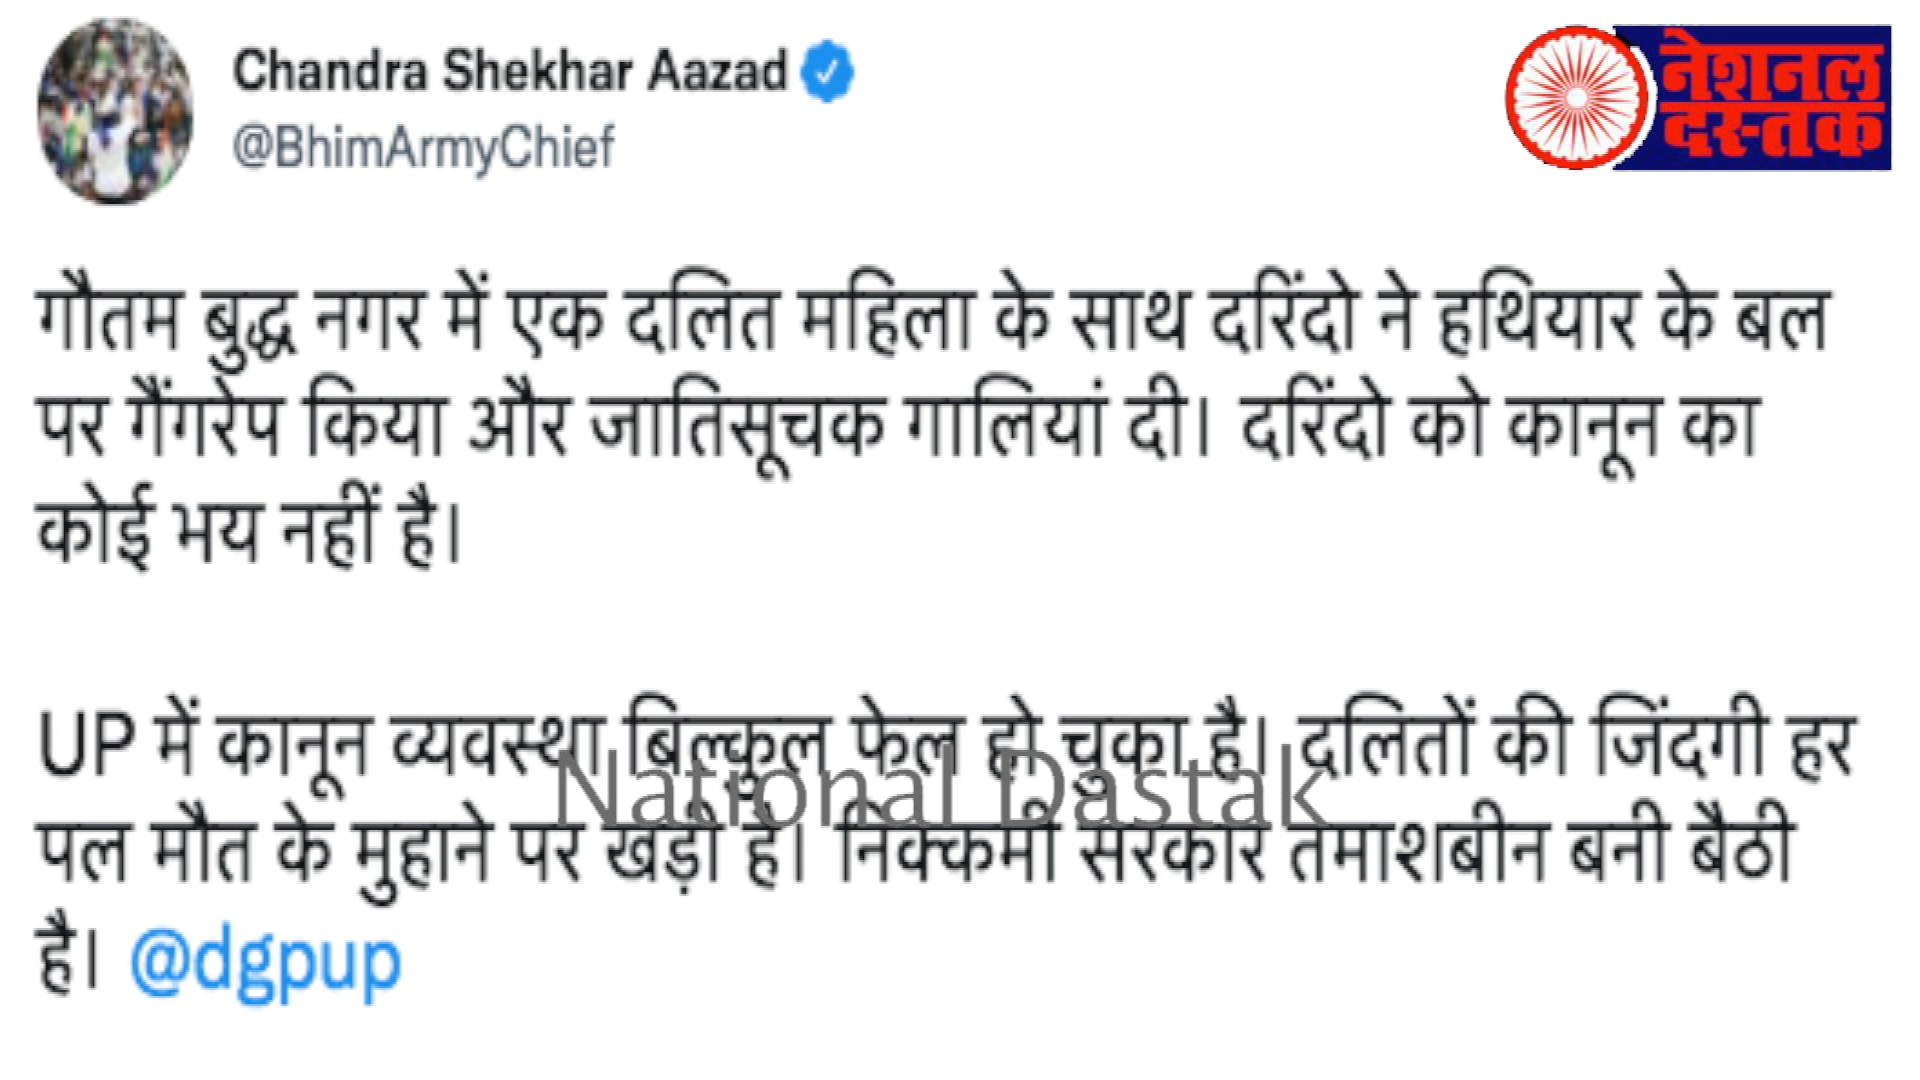 Chandra Shekhar Aazad
@BhimArmyChief
नेशनल
दस्तक
गौतम बुद्ध नगर में एक दलित महिला के साथ दरिंदो ने हथियार के बल
पर गैंगरेप किया और जातिसूचक गालियां दी। दरिंदो को कानून का
कोई भय नहीं है।
UP में कानून व्यवस्था बिल्कुल फेल हो चुका है। दलितों की जिंदगी हर
National Dastak
पल मौत के मुहाने पर खड़ी है। निक्कमी सरकार तमाशबीन बनी बैठी
है। @dgpup